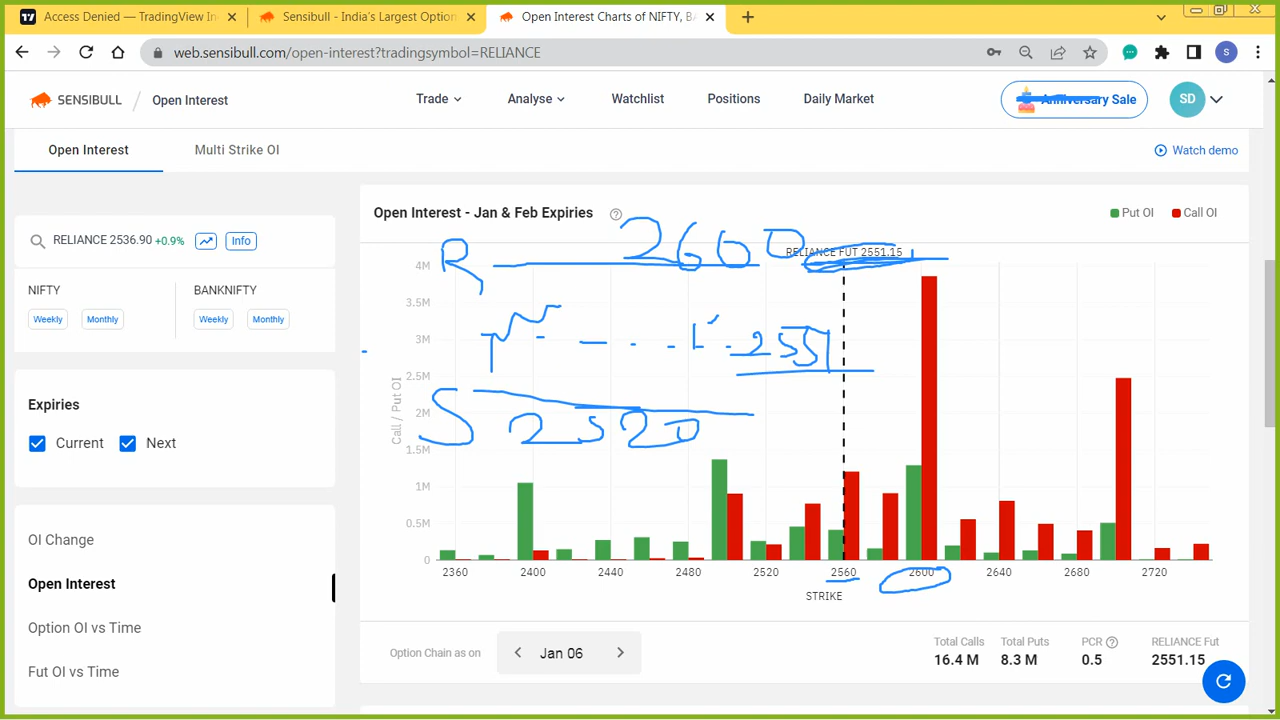 Access Denied — TradingView In
Sensibull - India's Largest Option
Open Interest Charts of NIFTY, BA
web.sensibull.com/open-interest?tradingsymbol=RELIANCE
S
SENSIBULL / Open Interest
Trade
Analyse
Watchlist
Positions
Daily Market
Anniversary Sale
SD
Open Interest
Multi Strike OI
Watch demo
RELIANCE 2536.90 +0.9%
Info
NIFTY
BANKNIFTY
Weekly
Monthly
Weekly
Monthly
Expiries
Current
Next
OI Change
Open Interest
Option OI vs Time
Fut OI vs Time
Open Interest - Jan & Feb Expiries
Put OI
Call OI
RELIANCE FUT 2551.15
R 2600
2551
S 2520
Call / Put OI
4M
3.5M
3M
2.5M
2M
1.5M
1M
0.5M
0
2360 2400 2440 2480 2520 2560 2600 2640 2680 2720
STRIKE
Option Chain as on
Jan 06
Total Calls
16.4 M
Total Puts
8.3 M
PCR
0.5
RELIANCE Fut
2551.15